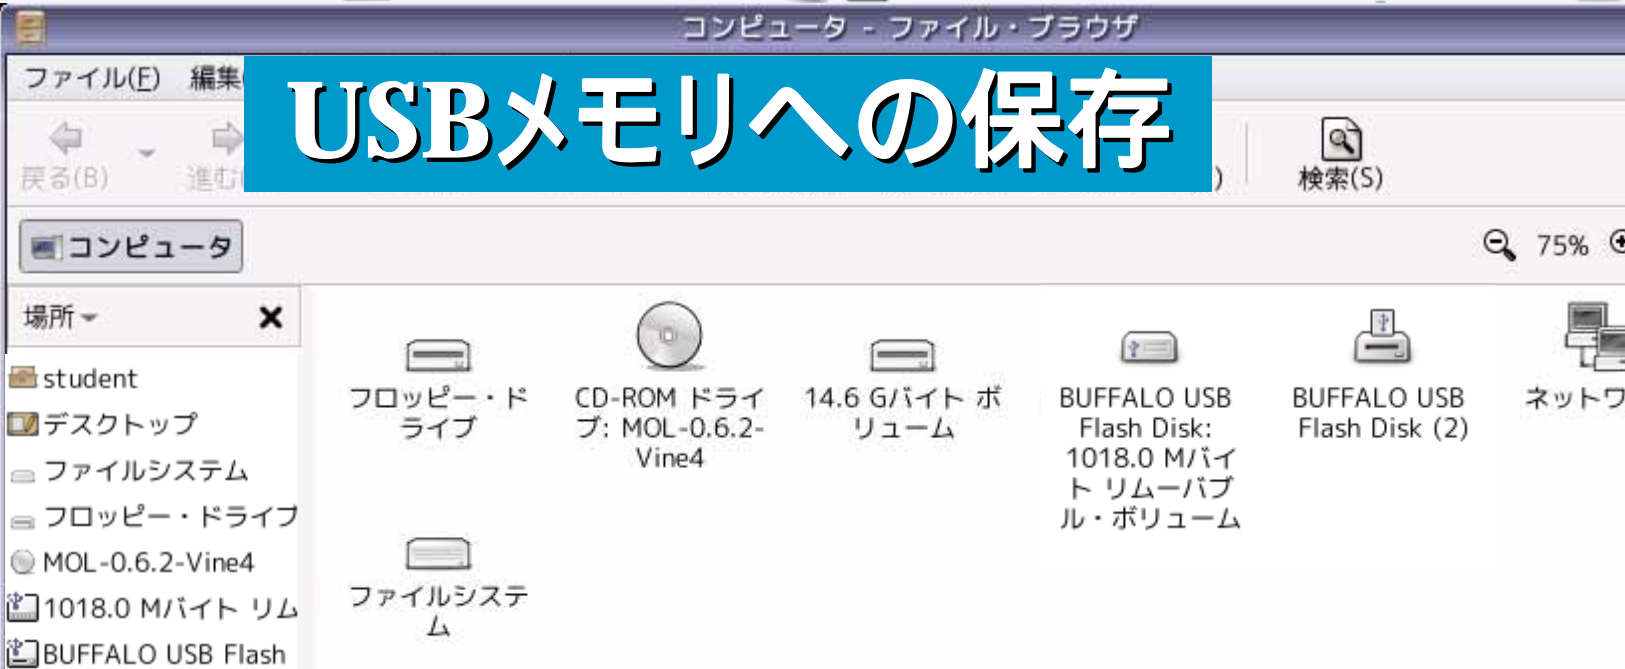 コンピュータ - ファイル・ブラウザ
ファイル(F) 編集(
USBメモリへの保存
戻る(B) 進む( ) 検索(S)
コンピュータ
75%
場所
student
デスクトップ
ファイルシステム
フロッピー・ドライブ
MOL-0.6.2-Vine4
1018.0 Mバイト リム
BUFFALO USB Flash
フロッピー・ド
ライブ
CD-ROM ドライ
ブ: MOL-0.6.2-
Vine4
14.6 Gバイト ボ
リューム
BUFFALO USB
Flash Disk:
1018.0 Mバイ
ト リムーバブ
ル・ボリューム
BUFFALO USB
Flash Disk (2)
ネットワ
ファイルシステ
ム